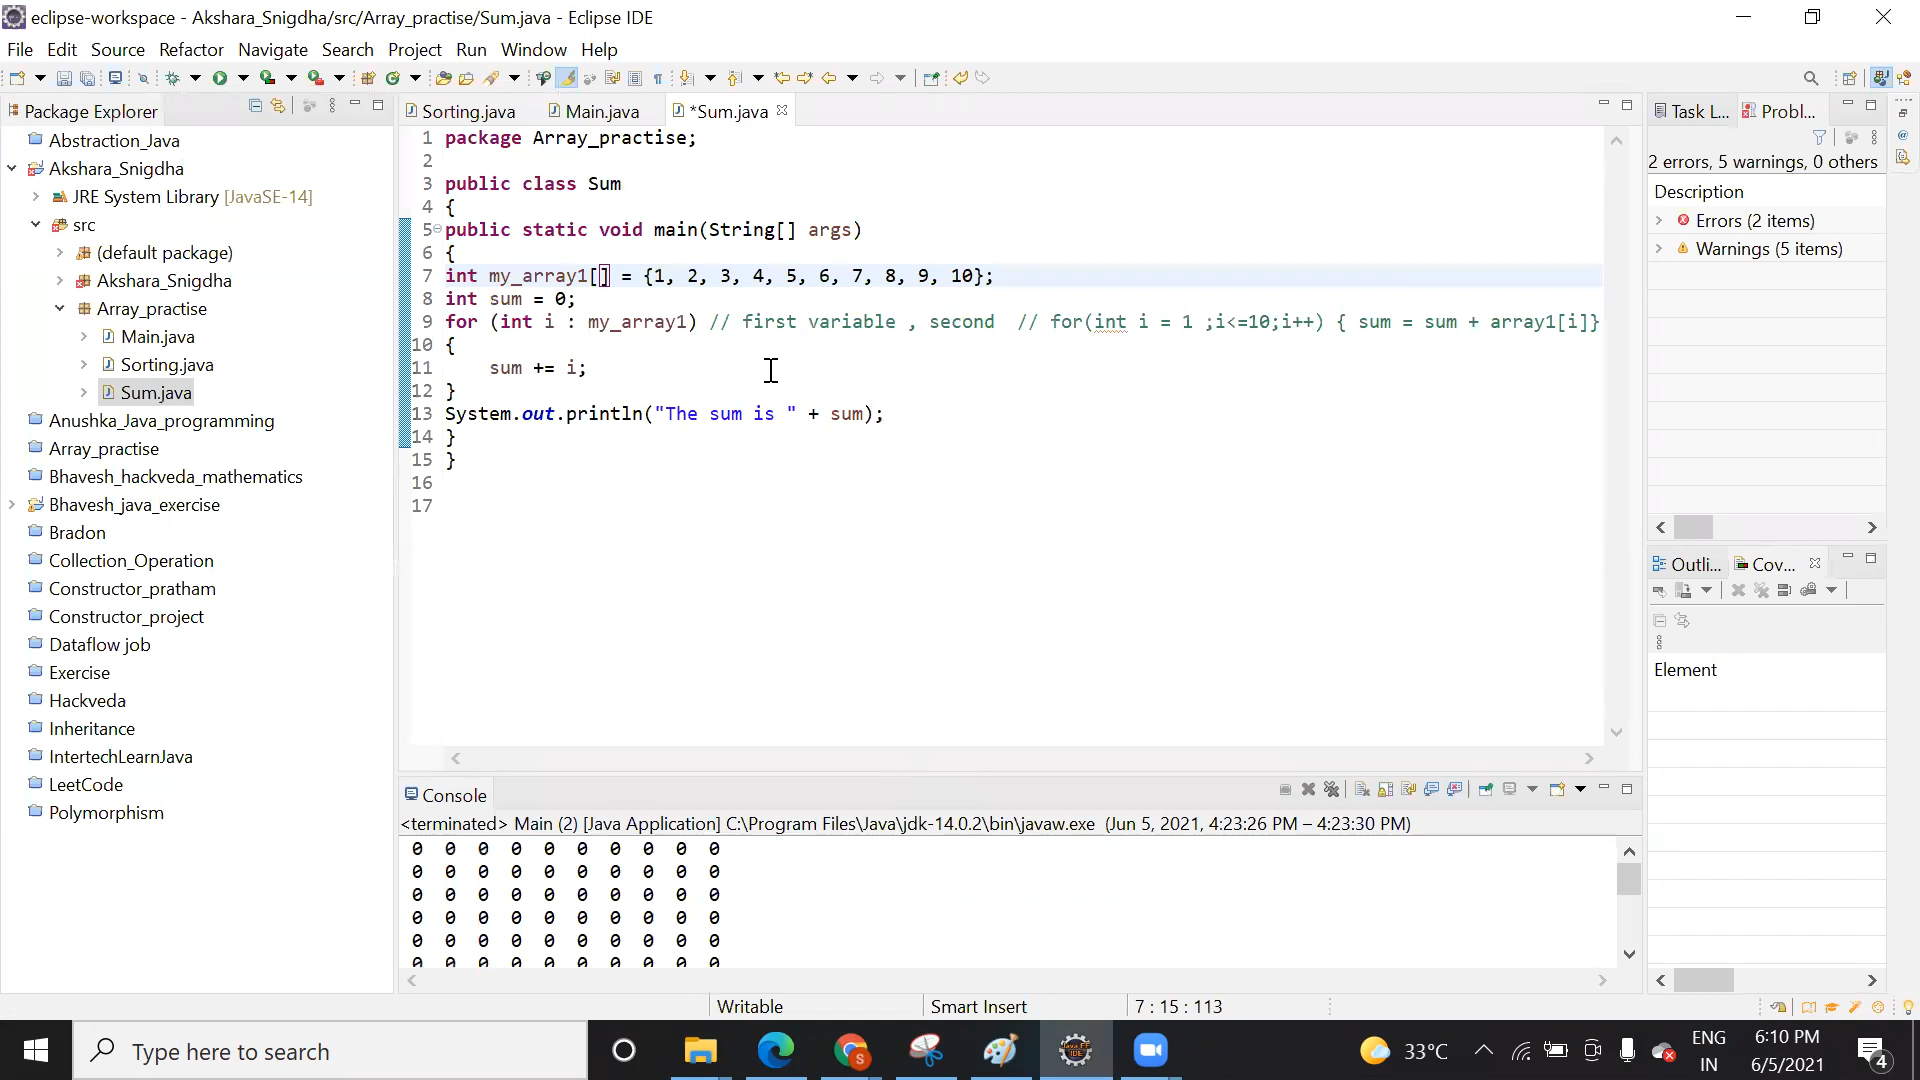 eclipse-workspace - Akshara_Snigdha/src/Array_practise/Sum.java - Eclipse IDE
File Edit Source Refactor Navigate Search Project Run Window Help
Package Explorer
Abstraction_Java
Akshara_Snigdha
JRE System Library [JavaSE-14]
src
(default package)
Akshara_Snigdha
Array_practise
Main.java
Sorting.java
Sum.java
Anushka_Java_programming
Array_practise
Bhavesh_hackveda_mathematics
Bhavesh_java_exercise
Bradon
Collection_Operation
Constructor_pratham
Constructor_project
Dataflow job
Exercise
Hackveda
Inheritance
IntertechLearnJava
LeetCode
Polymorphism
Sorting.java Main.java *Sum.java
1 package Array_practise;
2
3 public class Sum
4 {
5 public static void main(String[] args)
6 {
7 int my_array1[] = {1, 2, 3, 4, 5, 6, 7, 8, 9, 10};
8 int sum = 0;
9 for (int i : my_array1) // first variable , second  // for(int i = 1 ;i<=10;i++) { sum = sum + array1[i]}
10 {
11     sum += i;
12 }
13 System.out.println("The sum is " + sum);
14 }
15 }
16
17
Task L... Probl...
2 errors, 5 warnings, 0 others
Description
Errors (2 items)
Warnings (5 items)
Outli... Cov...
Element
Console
<terminated> Main (2) [Java Application] C:\Program Files\Java\jdk-14.0.2\bin\javaw.exe (Jun 5, 2021, 4:23:26 PM – 4:23:30 PM)
0 0 0 0 0 0 0 0 0 0
0 0 0 0 0 0 0 0 0 0
0 0 0 0 0 0 0 0 0 0
0 0 0 0 0 0 0 0 0 0
0 0 0 0 0 0 0 0 0 0
0 0 0 0 0 0 0 0 0 0
Writable Smart Insert 7 : 15 : 113
Type here to search
33°C
ENG
IN
6:10 PM
6/5/2021
4